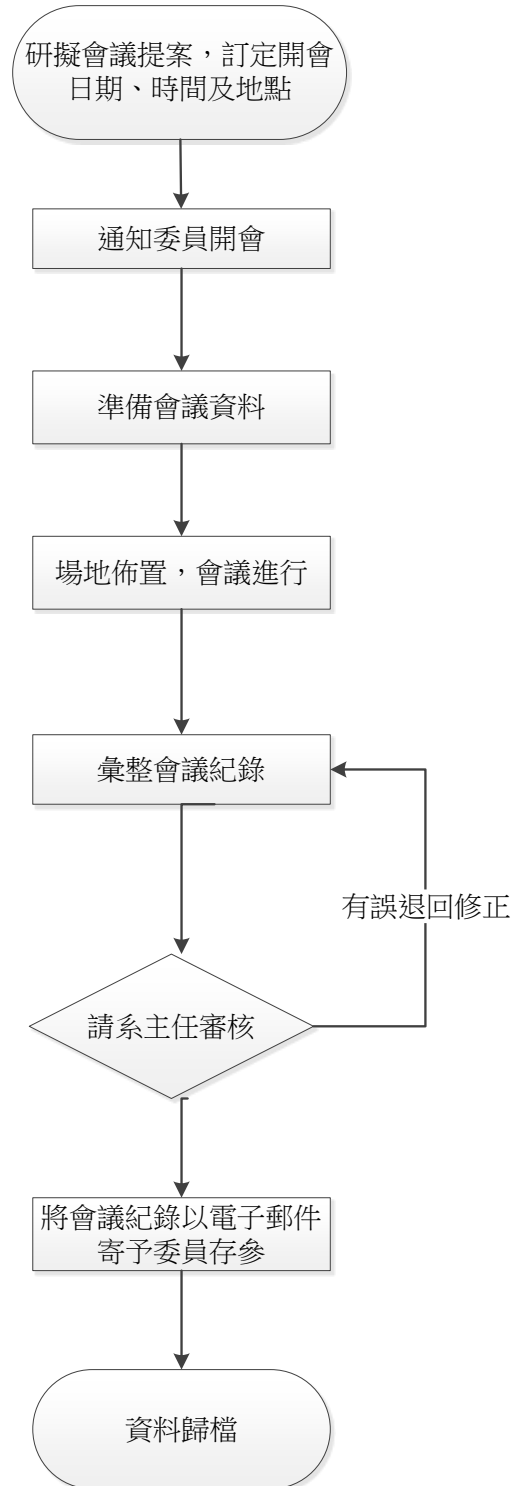 研擬會議提案，訂定開會
日期、時間及地點
通知委員開會
準備會議資料
場地佈置，會議進行
彙整會議紀錄
有誤退回修正
請系主任審核
將會議紀錄以電子郵件
寄予委員存參
資料歸檔